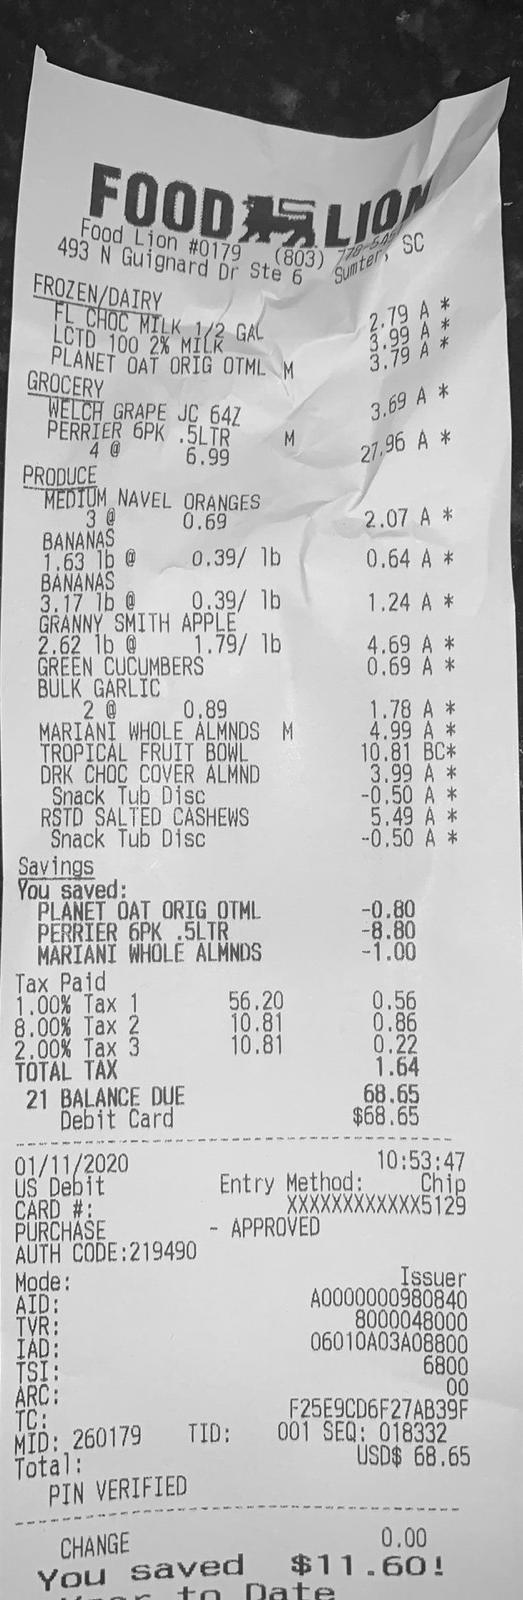 FOOD LION
Food Lion #0179 (803)
493 N Guignard Dr Ste 6 Sumter, SC
FROZEN/DAIRY
FL CHOC MILK 1/2 GAL 2.79 A *
LCTD 100 2% MILK 3.99 A *
PLANET OAT ORIG OTML M 3.79 A *
GROCERY
WELCH GRAPE JC 64Z 3.69 A *
PERRIER 6PK .5LTR M
4 @ 6.99 27.96 A *
PRODUCE
MEDIUM NAVEL ORANGES
3 @ 0.69 2.07 A *
BANANAS
1.63 lb @ 0.39/ lb 0.64 A *
BANANAS
3.17 lb @ 0.39/ lb 1.24 A *
GRANNY SMITH APPLE
2.62 lb @ 1.79/ lb 4.69 A *
GREEN CUCUMBERS 0.69 A *
BULK GARLIC
2 @ 0.89 1.78 A *
MARIANI WHOLE ALMNDS M 4.99 A *
TROPICAL FRUIT BOWL 10.81 BC*
DRK CHOC COVER ALMND 3.99 A *
Snack Tub Disc -0.50 A *
RSTD SALTED CASHEWS 5.49 A *
Snack Tub Disc -0.50 A *
Savings
You saved:
PLANET OAT ORIG OTML -0.80
PERRIER 6PK .5LTR -8.80
MARIANI WHOLE ALMNDS -1.00
Tax Paid
1.00% Tax 1 56.20 0.56
8.00% Tax 2 10.81 0.86
2.00% Tax 3 10.81 0.22
TOTAL TAX 1.64
21 BALANCE DUE 68.65
Debit Card $68.65
01/11/2020 10:53:47
US Debit Entry Method: Chip
CARD #: XXXXXXXXXXXX5129
PURCHASE - APPROVED
AUTH CODE:219490
Mode: Issuer
AID: A0000000980840
TVR: 8000048000
IAD: 06010A03A08800
TSI: 6800
ARC: 00
TC: F25E9CD6F27AB39F
MID: 260179 TID: 001 SEQ: 018332
Total: USD$ 68.65
PIN VERIFIED
CHANGE 0.00
You saved $11.60!
Year to Date